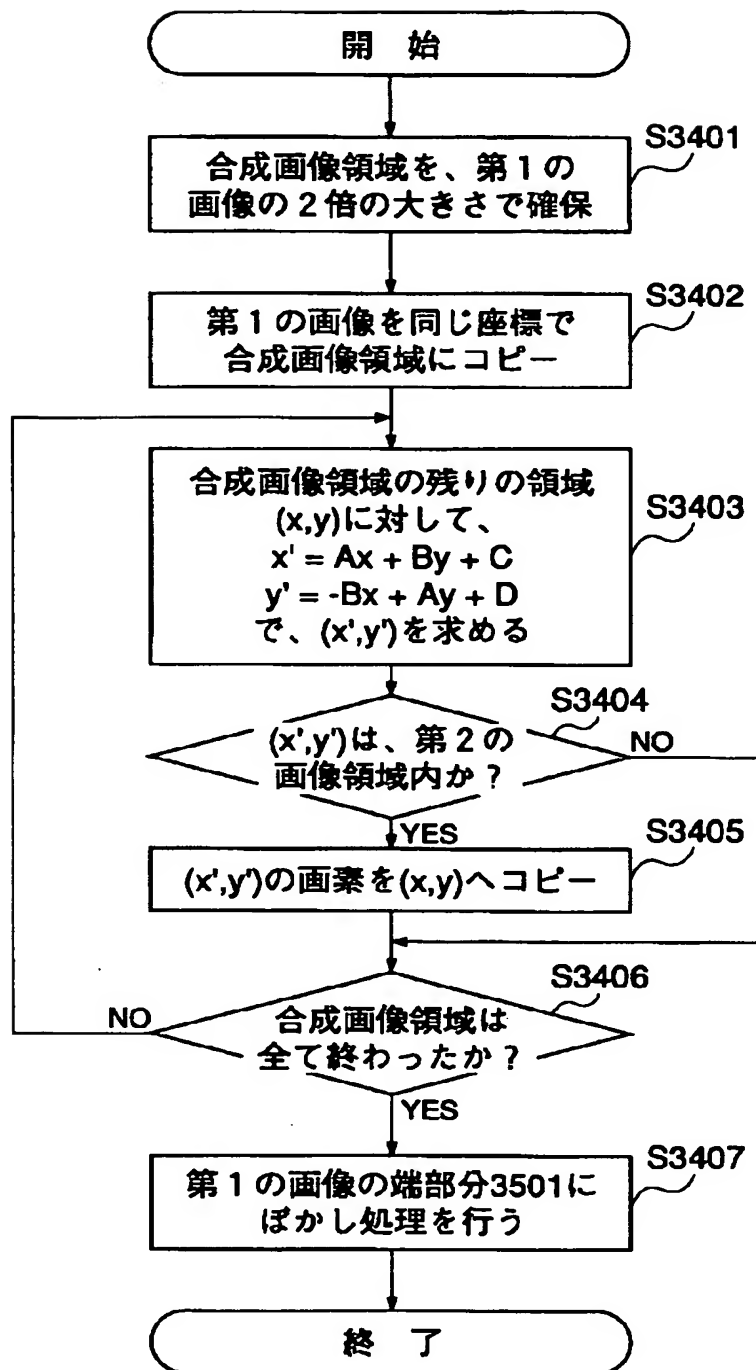 開 始
S3401
合成画像領域を、第1の
画像の2倍の大きさで確保
S3402
第1の画像を同じ座標で
合成画像領域にコピー
合成画像領域の残りの領域
(x,y)に対して、
x' = Ax + By + C
y' = -Bx + Ay + D
で、(x',y')を求める
S3403
S3404
(x',y')は、第2の
画像領域内か?
NO
YES
S3405
(x',y')の画素を(x,y)へコピー
S3406
NO
合成画像領域は
全て終わったか?
YES
S3407
第1の画像の端部分3501に
ぼかし処理を行う
終 了